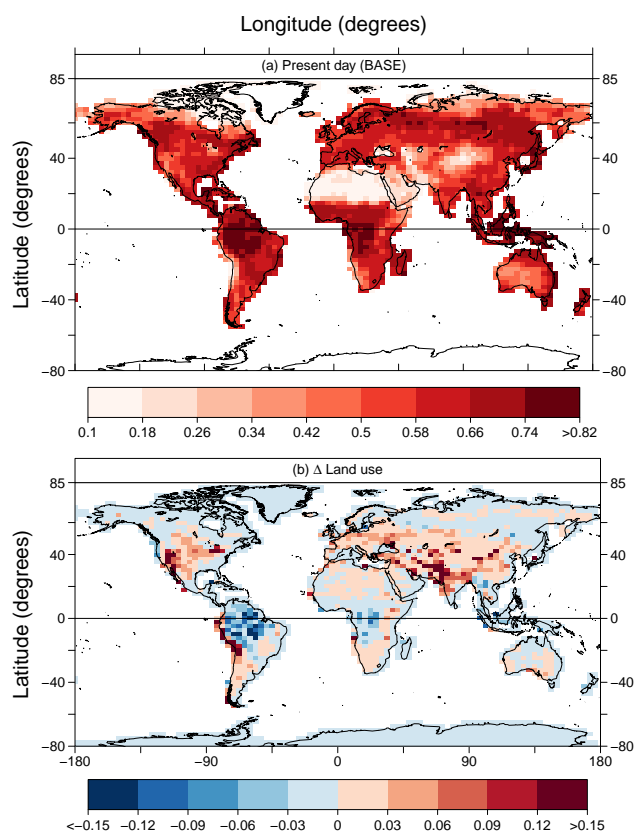 Longitude (degrees)
(a) Present day (BASE)
85 85
40 40
0 0
−40 −40
−80 −80
Latitude (degrees)
0.1 0.18 0.26 0.34 0.42 0.5 0.58 0.66 0.74 >0.82
(b) Δ Land use
85 85
40 40
0 0
−40 −40
−80 −80
Latitude (degrees)
−180 −90 0 90 180
<−0.15 −0.12 −0.09 −0.06 −0.03 0 0.03 0.06 0.09 0.12 >0.15